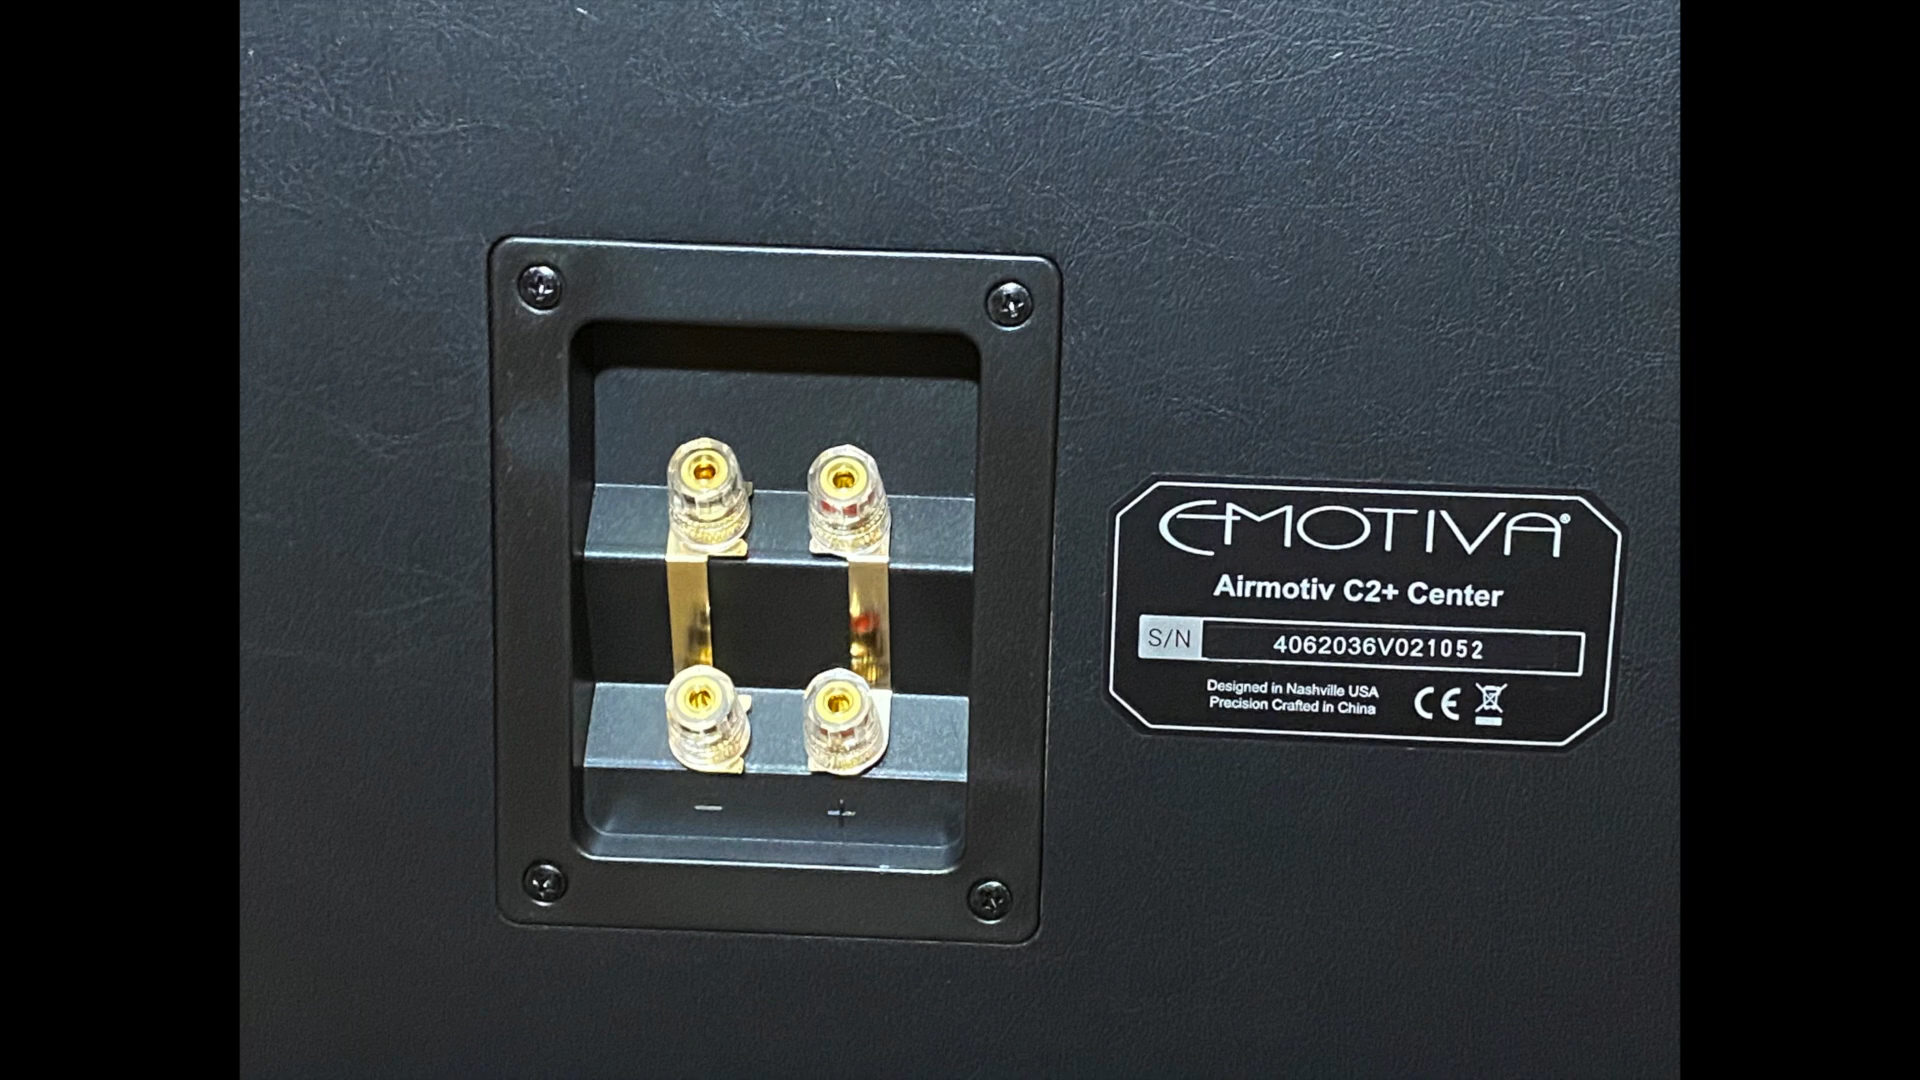 EMOTIVA®
Airmotiv C2+ Center
S/N 4062036V021052
Designed in Nashville USA
Precision Crafted in China
CE
− +